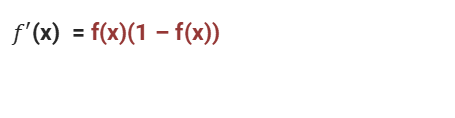 f ′(x) = f(x)(1 − f(x))